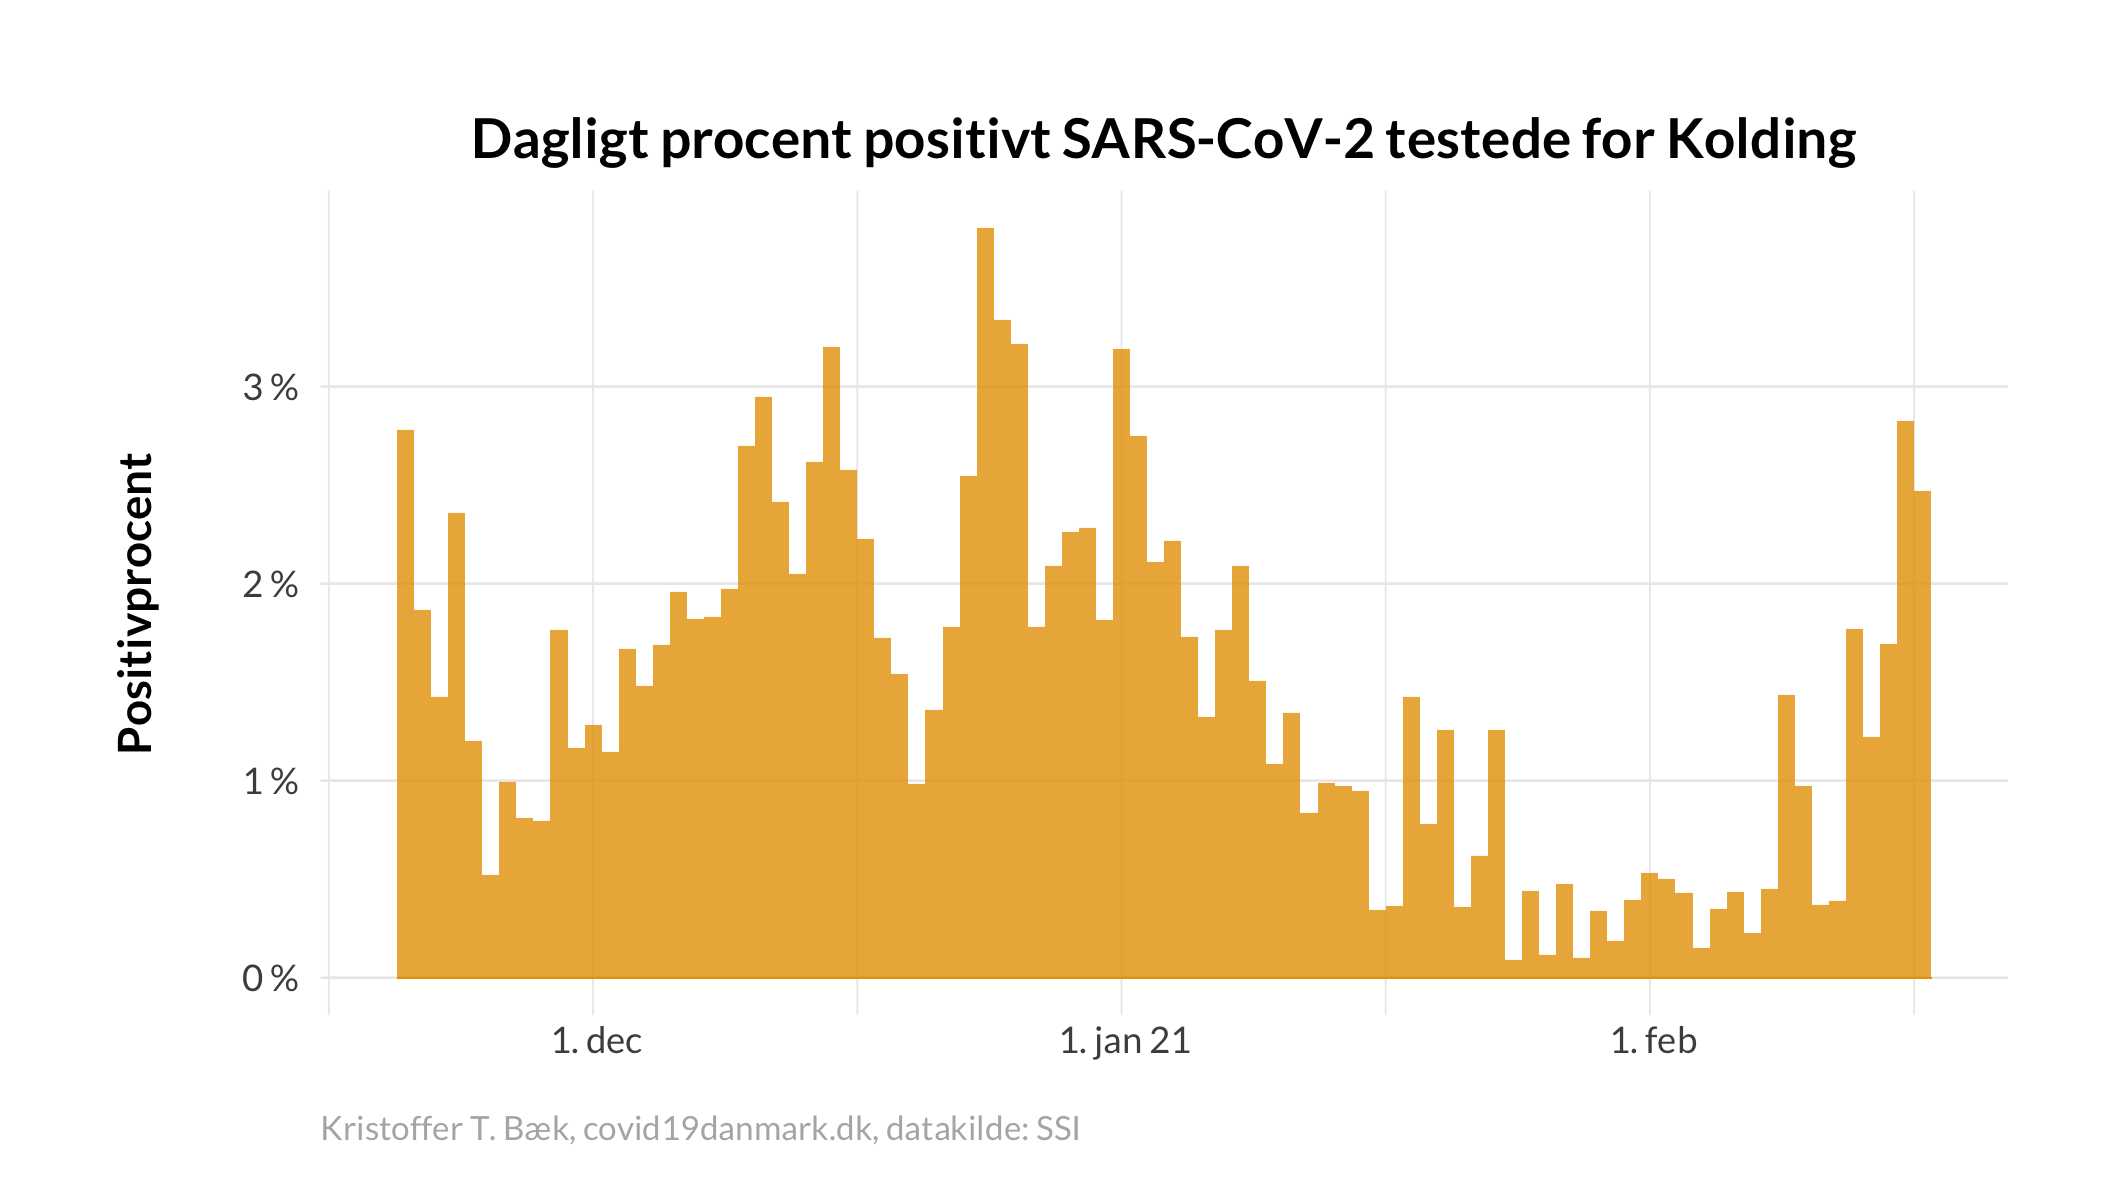 Dagligt procent positivt SARS-CoV-2 testede for Kolding
Positivprocent
3 %
2 %
1 %
0 %
1. dec
1. jan 21
1. feb
Kristoffer T. Bæk, covid19danmark.dk, datakilde: SSI